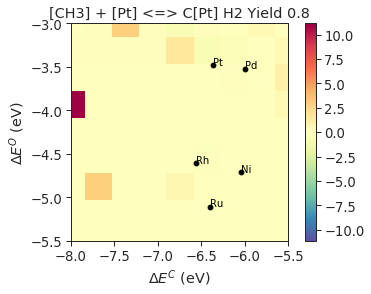 [CH3] + [Pt] <=> C[Pt] H2 Yield 0.8
−3.0
−3.5
−4.0
−4.5
−5.0
−5.5
ΔE^O (eV)
Pt
Pd
Rh
Ni
Ru
−8.0 −7.5 −7.0 −6.5 −6.0 −5.5
ΔE^C (eV)
10.0
7.5
5.0
2.5
0.0
−2.5
−5.0
−7.5
−10.0